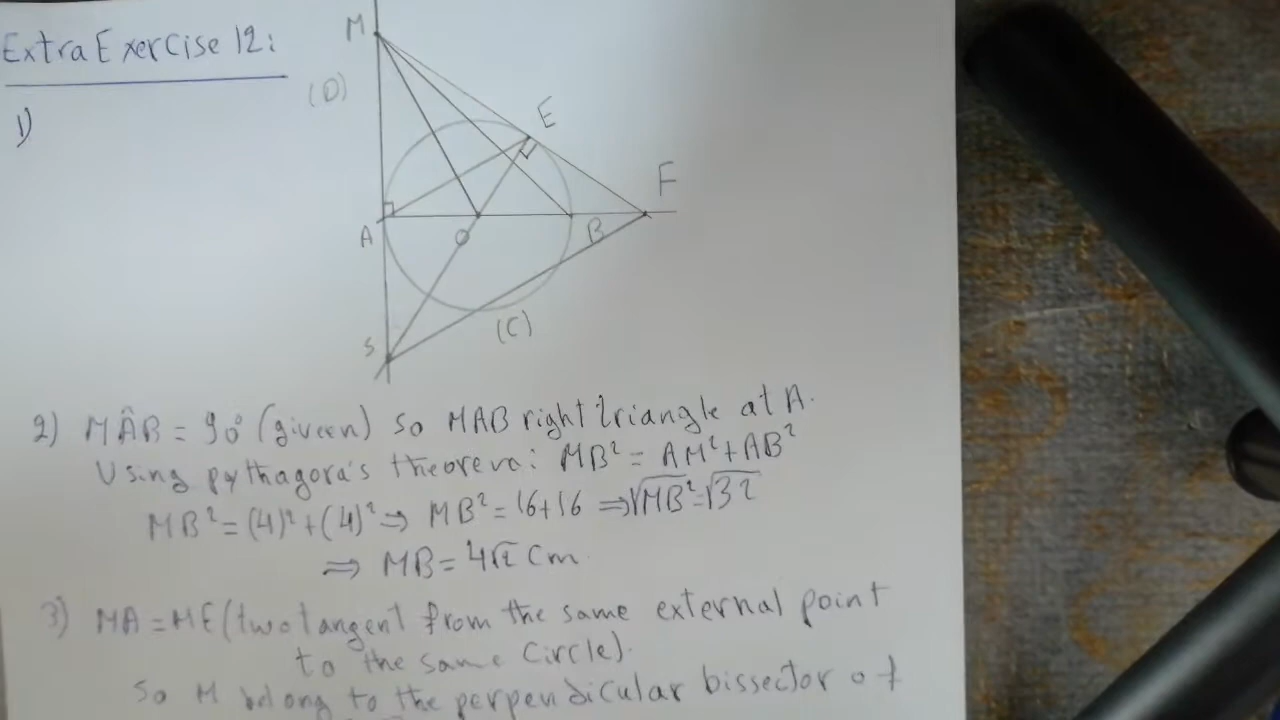 Extra Exercise 12:
1)
M
(D)
E
F
A
O
B
S
(C)
2) MÂB = 90° (given) so MAB right triangle at A.
Using pythagora's theorem: MB² = AM² + AB²
MB² = (4)² + (4)² ⇒ MB² = 16 + 16 ⇒ √MB² = √32
⇒ MB = 4√2 cm
3) MA = ME (two tangent from the same external point
to the same circle).
So M belong to the perpendicular bissector of